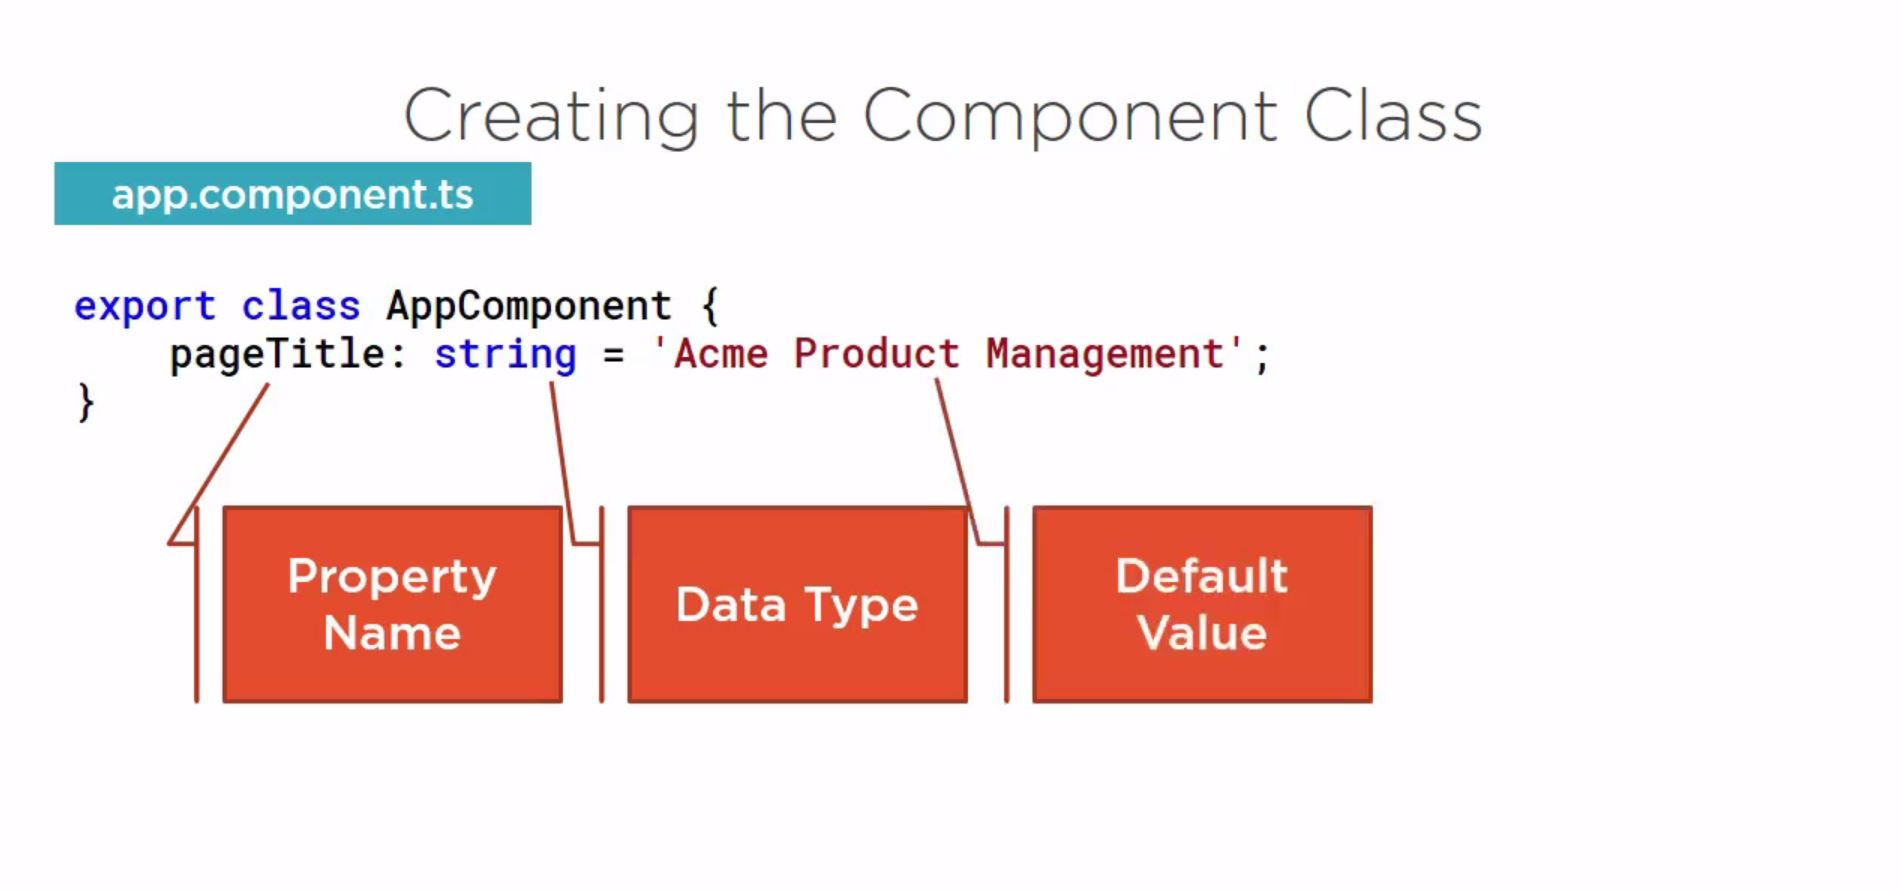 Creating the Component Class
app.component.ts
export class AppComponent {
pageTitle: string = 'Acme Product Management';
}
Property
Name
Data Type
Default
Value